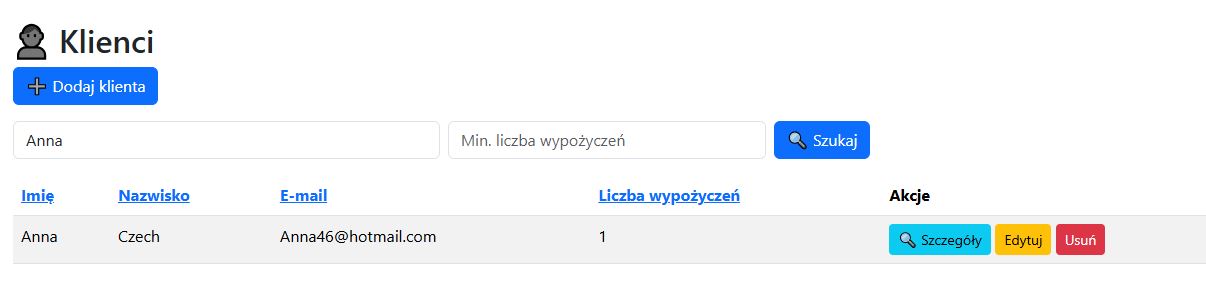 Klienci
Dodaj klienta
Anna Min. liczba wypożyczeń Szukaj
Imię Nazwisko E-mail Liczba wypożyczeń Akcje
Anna Czech Anna46@hotmail.com 1 Szczegóły Edytuj Usuń